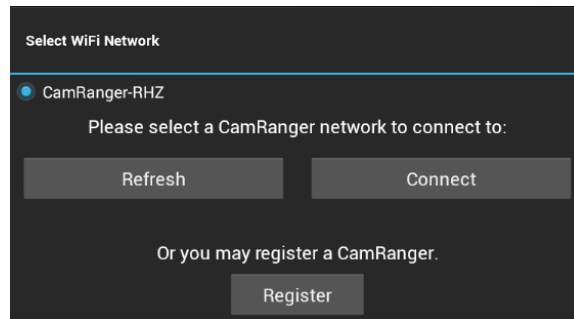 Select WiFi Network
CamRanger-RHZ
Please select a CamRanger network to connect to:
Refresh Connect
Or you may register a CamRanger.
Register